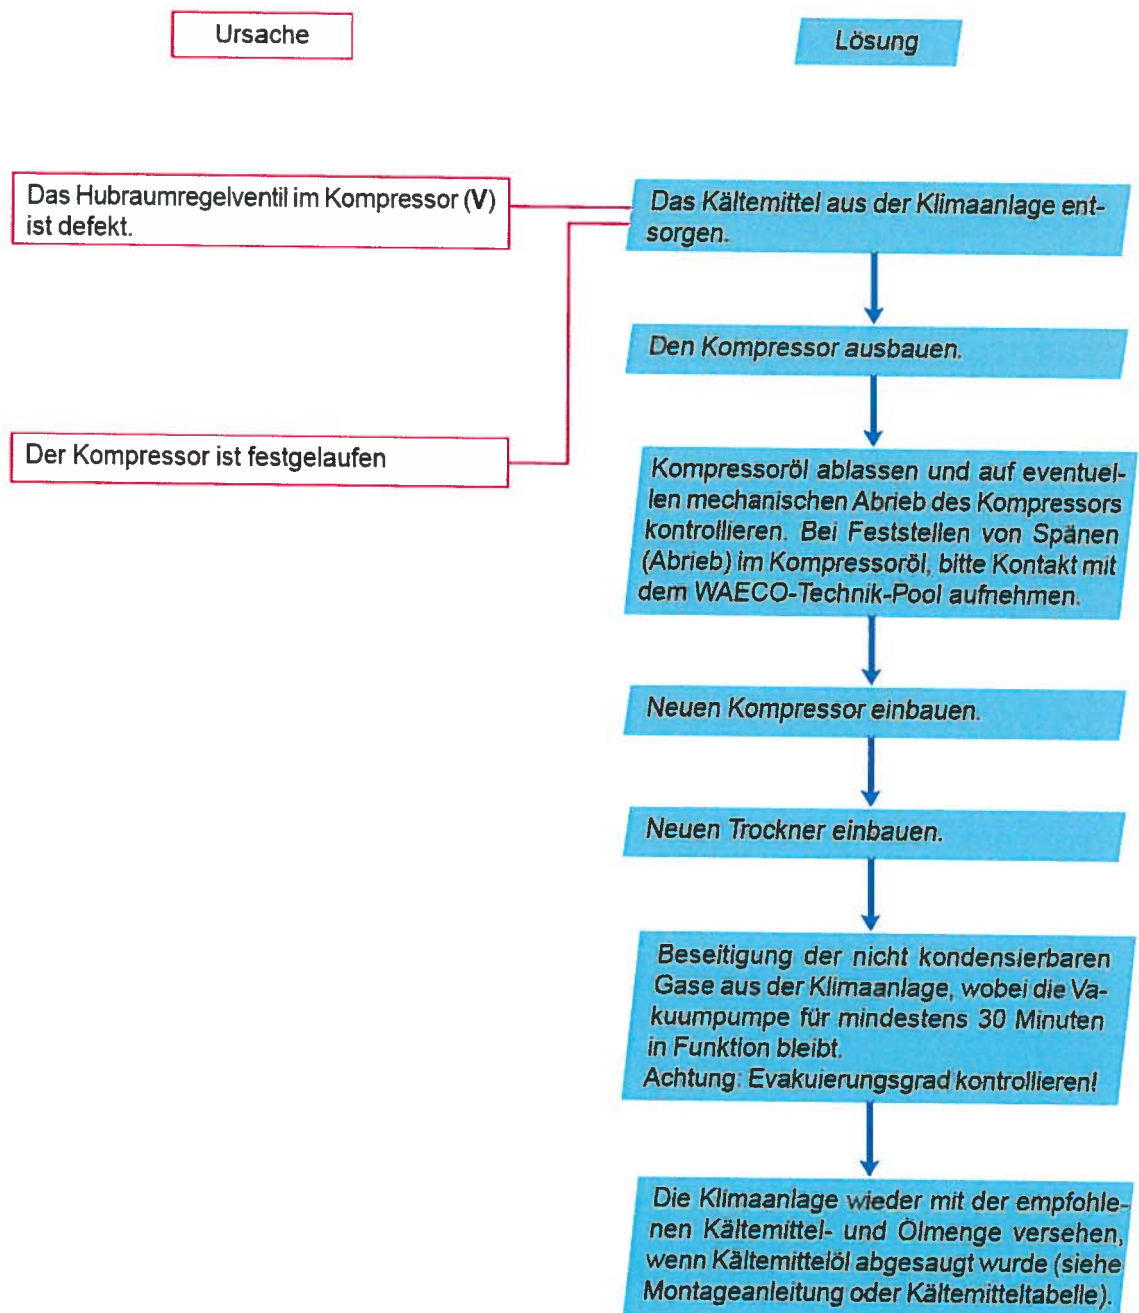 Ursache
Lösung
Das Hubraumregelventil im Kompressor (V)
ist defekt.
Das Kältemittel aus der Klimaanlage ent-
sorgen.
Den Kompressor ausbauen.
Der Kompressor ist festgelaufen
Kompressoröl ablassen und auf eventuel-
len mechanischen Abrieb des Kompressors
kontrollieren. Bei Feststellen von Spänen
(Abrieb) im Kompressoröl, bitte Kontakt mit
dem WAECO-Technik-Pool aufnehmen.
Neuen Kompressor einbauen.
Neuen Trockner einbauen.
Beseitigung der nicht kondensierbaren
Gase aus der Klimaanlage, wobei die Va-
kuumpumpe für mindestens 30 Minuten
in Funktion bleibt.
Achtung: Evakuierungsgrad kontrollieren!
Die Klimaanlage wieder mit der empfohle-
nen Kältemittel- und Ölmenge versehen,
wenn Kältemittelöl abgesaugt wurde (siehe
Montageanleitung oder Kältemitteltabelle).